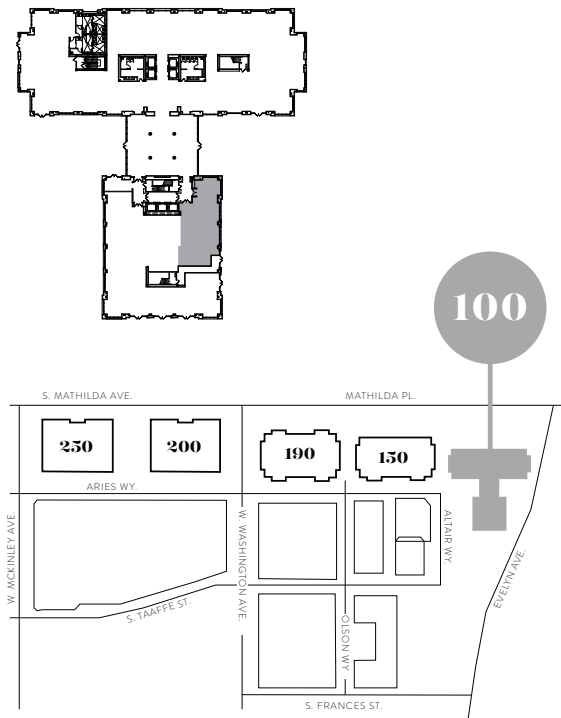 100
S. MATHILDA AVE.
MATHILDA PL.
250
200
190
150
ARIES WY.
W. MCKINLEY AVE.
W. WASHINGTON AVE.
ALTAIR WY.
EVELYN AVE.
S. TAAFFE ST.
OLSON WY
S. FRANCES ST.